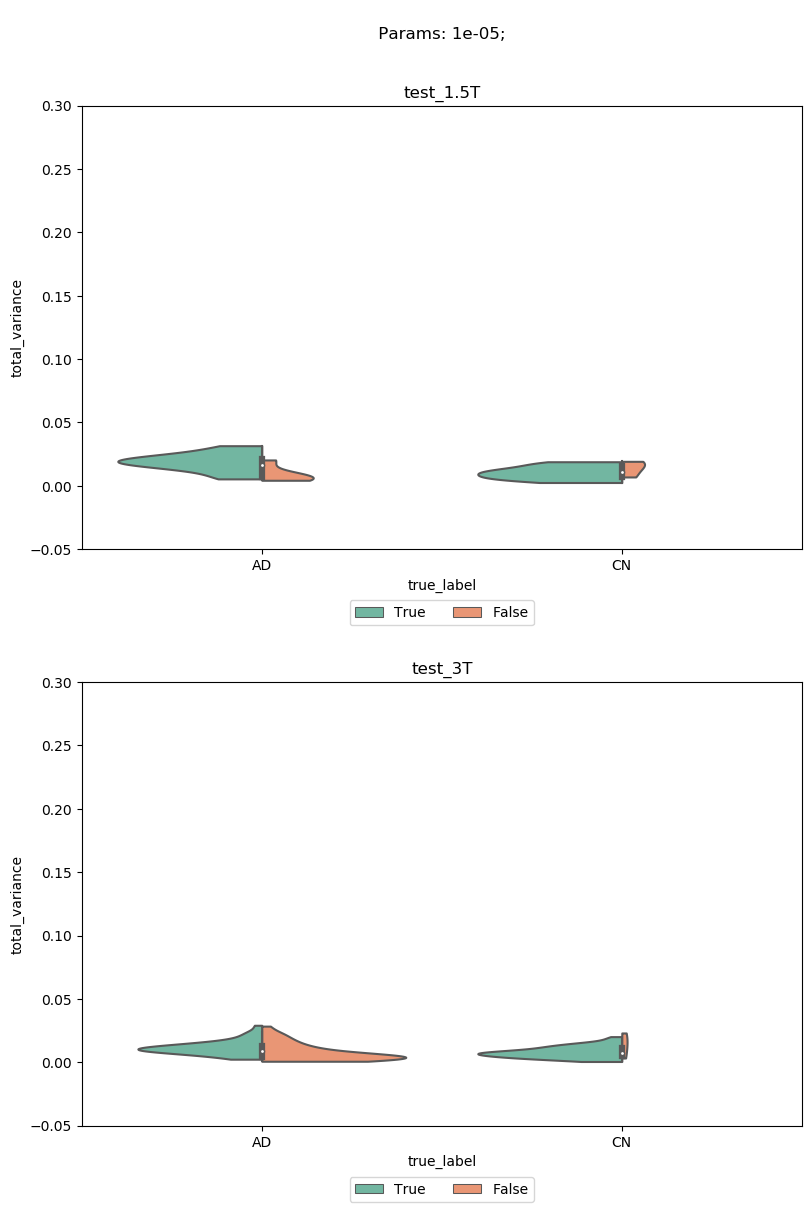 Params: 1e-05;
test_1.5T
0.30
0.25
0.20
0.15
0.10
0.05
0.00
−0.05
total_variance
AD CN
true_label
True False
test_3T
0.30
0.25
0.20
0.15
0.10
0.05
0.00
−0.05
total_variance
AD CN
true_label
True False